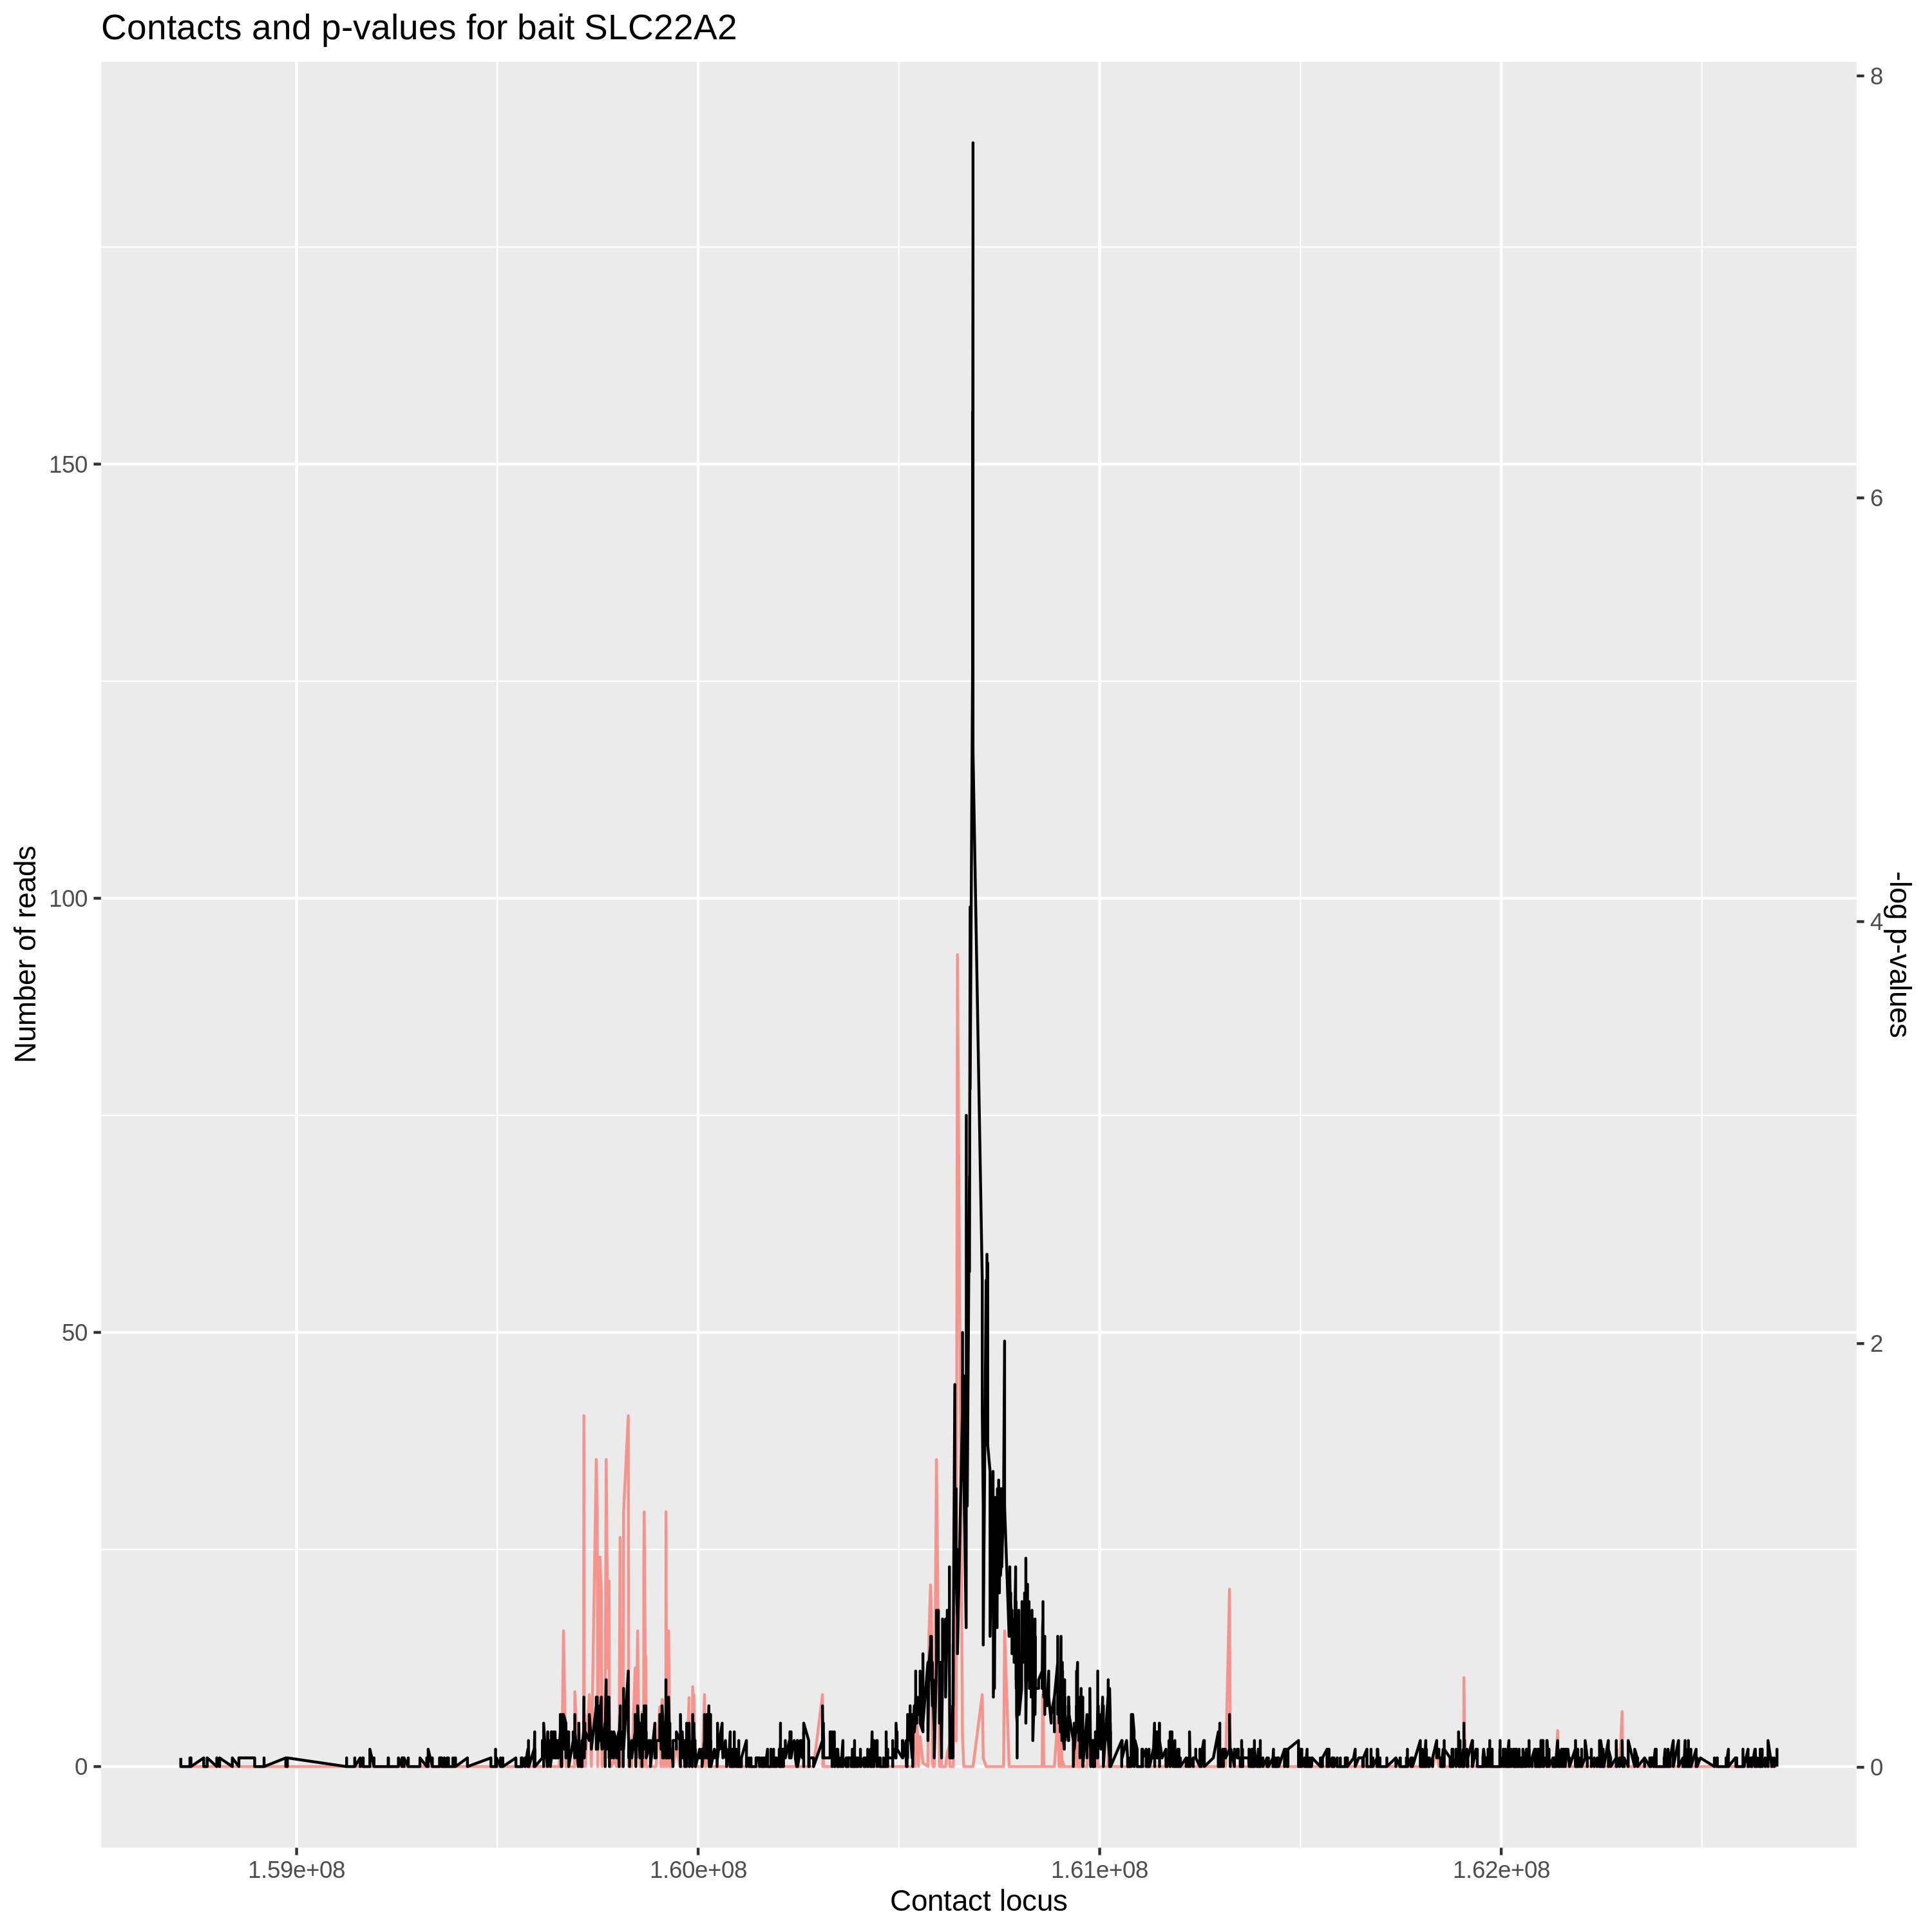 Contacts and p-values for bait SLC22A2
Number of reads
150
100
50
0
8
6
4
2
0
-log p-values
1.59e+08
1.60e+08
1.61e+08
1.62e+08
Contact locus